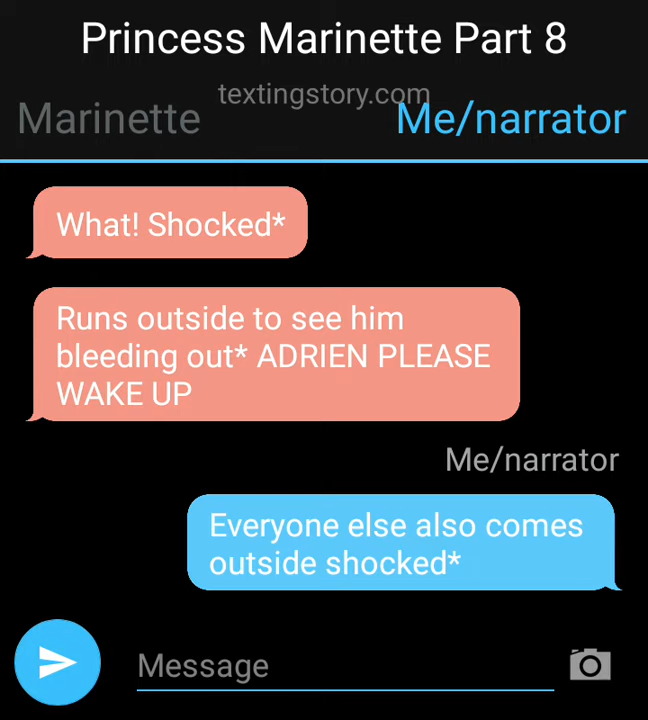 Princess Marinette Part 8
textingstory.com
Marinette
Me/narrator
What! Shocked*
Runs outside to see him
bleeding out* ADRIEN PLEASE
WAKE UP
Me/narrator
Everyone else also comes
outside shocked*
Message